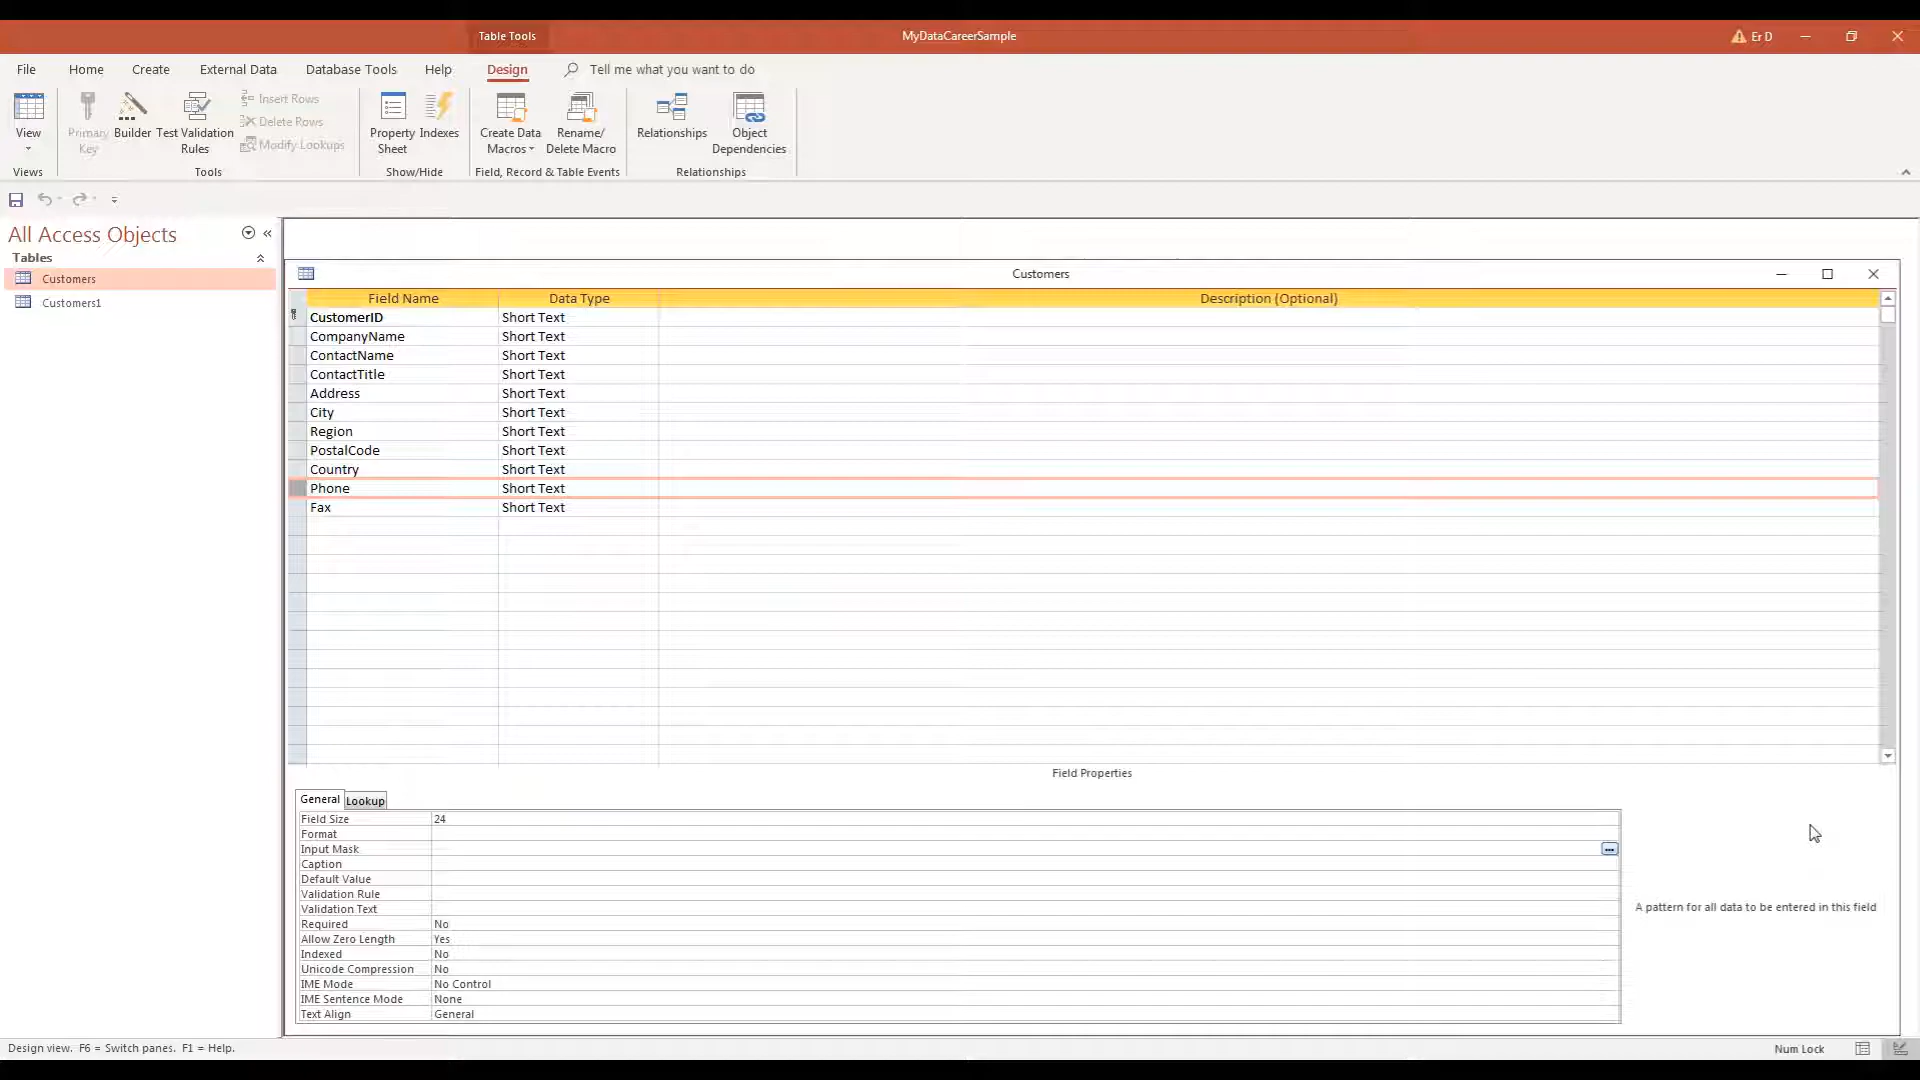 Table Tools
MyDataCareerSample
Er D
File Home Create External Data Database Tools Help Design Tell me what you want to do
View
Primary Key
Builder
Test Validation Rules
Insert Rows
Delete Rows
Modify Lookups
Property Sheet
Indexes
Create Data Macros
Rename/ Delete Macro
Relationships
Object Dependencies
Views Tools Show/Hide Field, Record & Table Events Relationships
All Access Objects
Tables
Customers
Customers1
Customers
Field Name Data Type Description (Optional)
CustomerID Short Text
CompanyName Short Text
ContactName Short Text
ContactTitle Short Text
Address Short Text
City Short Text
Region Short Text
PostalCode Short Text
Country Short Text
Phone Short Text
Fax Short Text
Field Properties
General Lookup
Field Size 24
Format
Input Mask
Caption
Default Value
Validation Rule
Validation Text
Required No
Allow Zero Length Yes
Indexed No
Unicode Compression No
IME Mode No Control
IME Sentence Mode None
Text Align General
A pattern for all data to be entered in this field
Design view. F6 = Switch panes. F1 = Help.
Num Lock